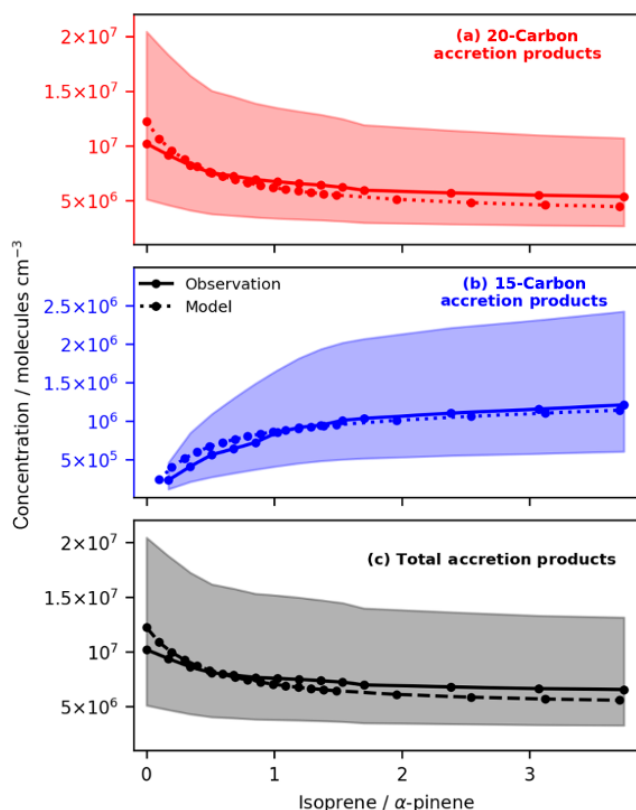 2×10⁷
1.5×10⁷
10⁷
5×10⁶
(a) 20-Carbon
accretion products
Concentration / molecules cm⁻³
2.5×10⁶
2×10⁶
1.5×10⁶
10⁶
5×10⁵
Observation
Model
(b) 15-Carbon
accretion products
2×10⁷
1.5×10⁷
10⁷
5×10⁶
(c) Total accretion products
0 1 2 3
Isoprene / α-pinene